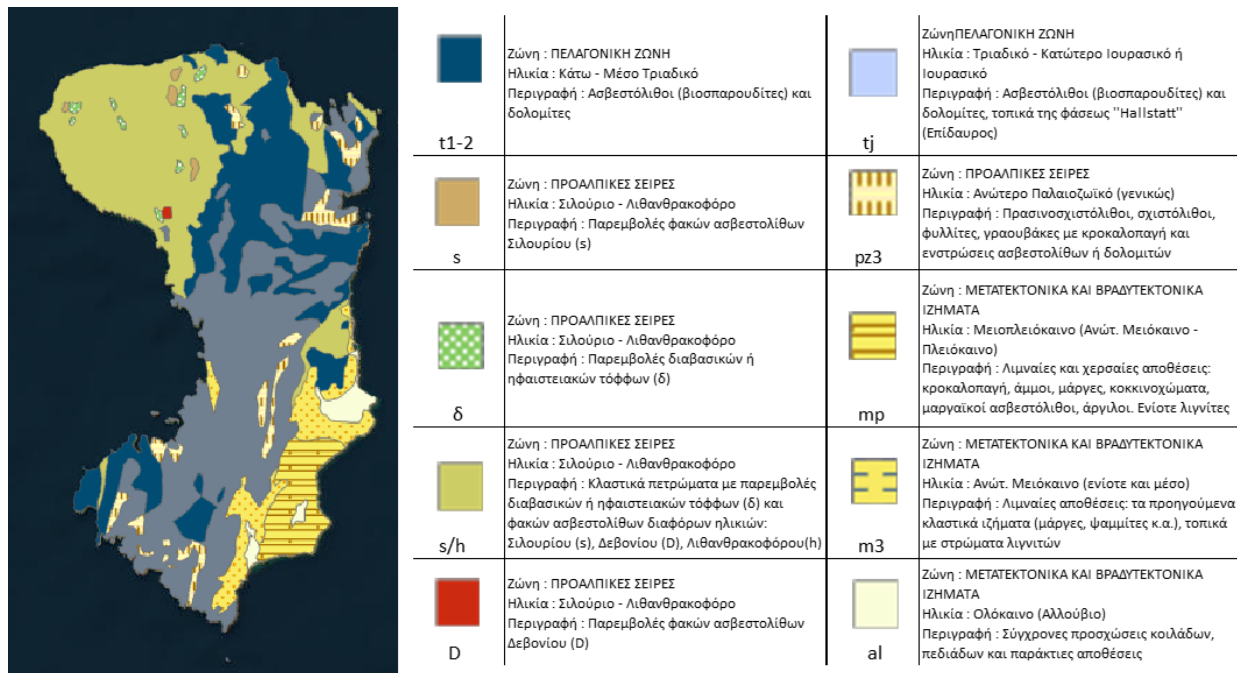 Ζώνη : ΠΕΛΑΓΟΝΙΚΗ ΖΩΝΗ
Ηλικία : Κάτω - Μέσο Τριαδικό
Περιγραφή : Ασβεστόλιθοι (βιοσπαρουδίτες) και
δολομίτες
t1-2
ΖώνηΠΕΛΑΓΟΝΙΚΗ ΖΩΝΗ
Ηλικία : Τριαδικό - Κατώτερο Ιουρασικό ή
Ιουρασικό
Περιγραφή : Ασβεστόλιθοι (βιοσπαρουδίτες) και
δολομίτες, τοπικά της φάσεως "Hallstatt"
(Επίδαυρος)
tj
Ζώνη : ΠΡΟΑΛΠΙΚΕΣ ΣΕΙΡΕΣ
Ηλικία : Σιλούριο - Λιθανθρακοφόρο
Περιγραφή : Παρεμβολές φακών ασβεστολίθων
Σιλουρίου (s)
s
Ζώνη : ΠΡΟΑΛΠΙΚΕΣ ΣΕΙΡΕΣ
Ηλικία : Ανώτερο Παλαιοζωϊκό (γενικώς)
Περιγραφή : Πρασινοσχιστόλιθοι, σχιστόλιθοι,
φυλλίτες, γραουβάκες με κροκαλοπαγή και
ενστρώσεις ασβεστολίθων ή δολομιτών
pz3
Ζώνη : ΠΡΟΑΛΠΙΚΕΣ ΣΕΙΡΕΣ
Ηλικία : Σιλούριο - Λιθανθρακοφόρο
Περιγραφή : Παρεμβολές διαβασικών ή
ηφαιστειακών τόφφων (δ)
δ
Ζώνη : ΜΕΤΑΤΕΚΤΟΝΙΚΑ ΚΑΙ ΒΡΑΔΥΤΕΚΤΟΝΙΚΑ
ΙΖΗΜΑΤΑ
Ηλικία : Μειοπλειόκαινο (Ανώτ. Μειόκαινο -
Πλειόκαινο)
Περιγραφή : Λιμναίες και χερσαίες αποθέσεις:
κροκαλοπαγή, άμμοι, μάργες, κοκκινοχώματα,
μαργαϊκοί ασβεστόλιθοι, άργιλοι. Ενίοτε λιγνίτες
mp
Ζώνη : ΠΡΟΑΛΠΙΚΕΣ ΣΕΙΡΕΣ
Ηλικία : Σιλούριο - Λιθανθρακοφόρο
Περιγραφή : Κλαστικά πετρώματα με παρεμβολές
διαβασικών ή ηφαιστειακών τόφφων (δ) και
φακών ασβεστολίθων διαφόρων ηλικιών:
Σιλουρίου (s), Δεβονίου (D), Λιθανθρακοφόρου(h)
s/h
Ζώνη : ΜΕΤΑΤΕΚΤΟΝΙΚΑ ΚΑΙ ΒΡΑΔΥΤΕΚΤΟΝΙΚΑ
ΙΖΗΜΑΤΑ
Ηλικία : Ανώτ. Μειόκαινο (ενίοτε και μέσο)
Περιγραφή : Λιμναίες αποθέσεις: τα προηγούμενα
κλαστικά ιζήματα (μάργες, ψαμμίτες κ.α.), τοπικά
με στρώματα λιγνιτών
m3
Ζώνη : ΠΡΟΑΛΠΙΚΕΣ ΣΕΙΡΕΣ
Ηλικία : Σιλούριο - Λιθανθρακοφόρο
Περιγραφή : Παρεμβολές φακών ασβεστολίθων
Δεβονίου (D)
D
Ζώνη : ΜΕΤΑΤΕΚΤΟΝΙΚΑ ΚΑΙ ΒΡΑΔΥΤΕΚΤΟΝΙΚΑ
ΙΖΗΜΑΤΑ
Ηλικία : Ολόκαινο (Αλλούβιο)
Περιγραφή : Σύγχρονες προσχώσεις κοιλάδων,
πεδιάδων και παράκτιες αποθέσεις
al